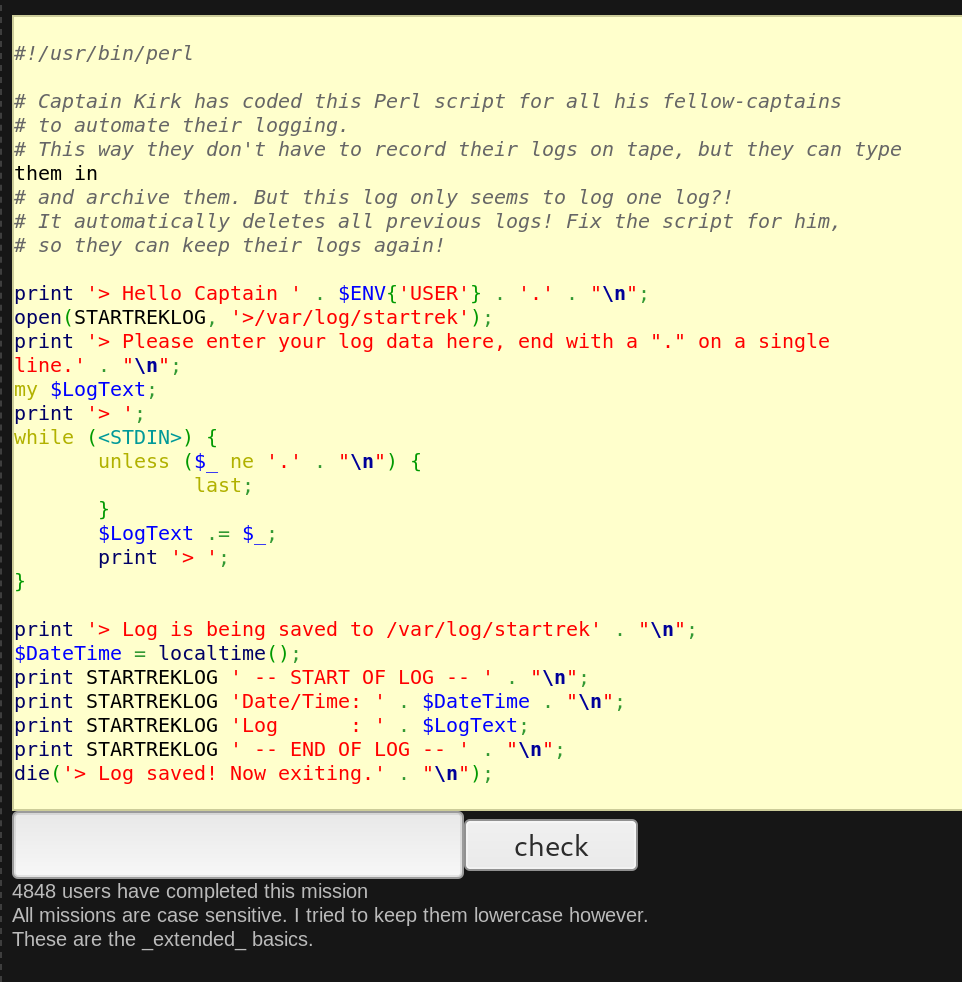 #!/usr/bin/perl
# Captain Kirk has coded this Perl script for all his fellow-captains
# to automate their logging.
# This way they don't have to record their logs on tape, but they can type
them in
# and archive them. But this log only seems to log one log?!
# It automatically deletes all previous logs! Fix the script for him,
# so they can keep their logs again!
print '> Hello Captain ' . $ENV{'USER'} . '.' . "\n";
open(STARTREKLOG, '>/var/log/startrek');
print '> Please enter your log data here, end with a "." on a single
line.' . "\n";
my $LogText;
print '> ';
while (<STDIN>) {
unless ($_ ne '.' . "\n") {
last;
}
$LogText .= $_;
print '> ';
}
print '> Log is being saved to /var/log/startrek' . "\n";
$DateTime = localtime();
print STARTREKLOG ' -- START OF LOG -- ' . "\n";
print STARTREKLOG 'Date/Time: ' . $DateTime . "\n";
print STARTREKLOG 'Log      : ' . $LogText;
print STARTREKLOG ' -- END OF LOG -- ' . "\n";
die('> Log saved! Now exiting.' . "\n");
check
4848 users have completed this mission
All missions are case sensitive. I tried to keep them lowercase however.
These are the _extended_ basics.